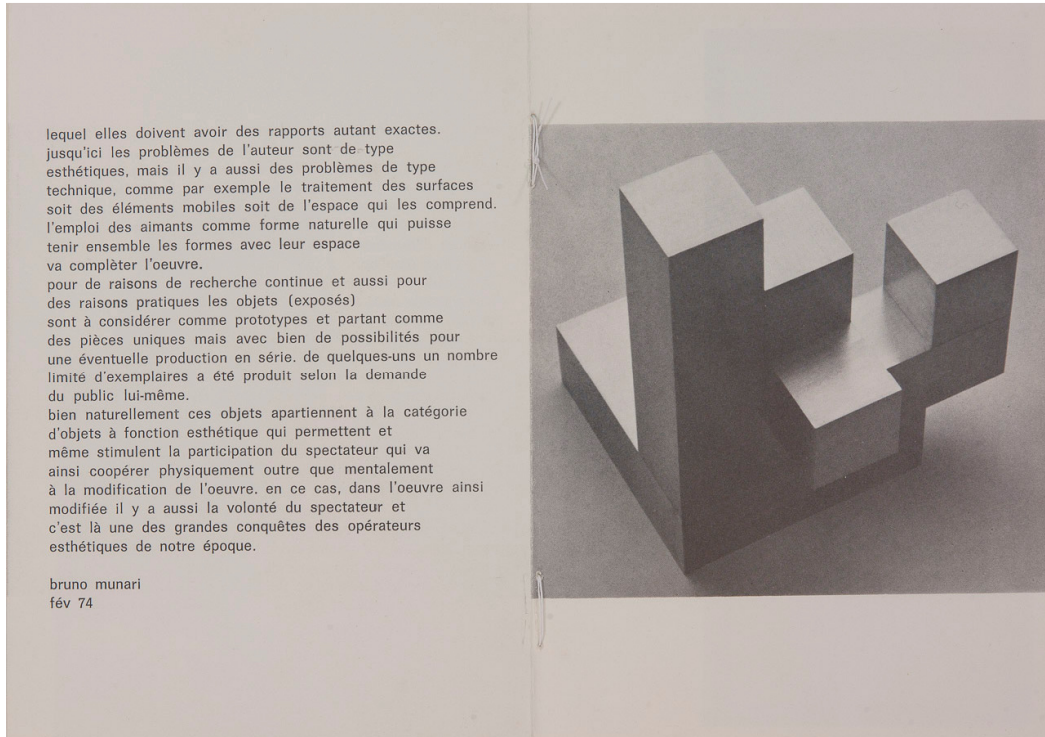 lequel elles doivent avoir des rapports autant exactes.
jusqu'ici les problèmes de l'auteur sont de type
esthétiques, mais il y a aussi des problèmes de type
technique, comme par exemple le traitement des surfaces
soit des éléments mobiles soit de l'espace qui les comprend.
l'emploi des aimants comme forme naturelle qui puisse
tenir ensemble les formes avec leur espace
va complèter l'oeuvre.
pour de raisons de recherche continue et aussi pour
des raisons pratiques les objets (exposés)
sont à considérer comme prototypes et partant comme
des pièces uniques mais avec bien de possibilités pour
une éventuelle production en série. de quelques-uns un nombre
limité d'exemplaires a été produit selon la demande
du public lui-même.
bien naturellement ces objets apartiennent à la catégorie
d'objets à fonction esthétique qui permettent et
même stimulent la participation du spectateur qui va
ainsi coopérer physiquement outre que mentalement
à la modification de l'oeuvre. en ce cas, dans l'oeuvre ainsi
modifiée il y a aussi la volonté du spectateur et
c'est là une des grandes conquêtes des opérateurs
esthétiques de notre époque.
bruno munari
fév 74